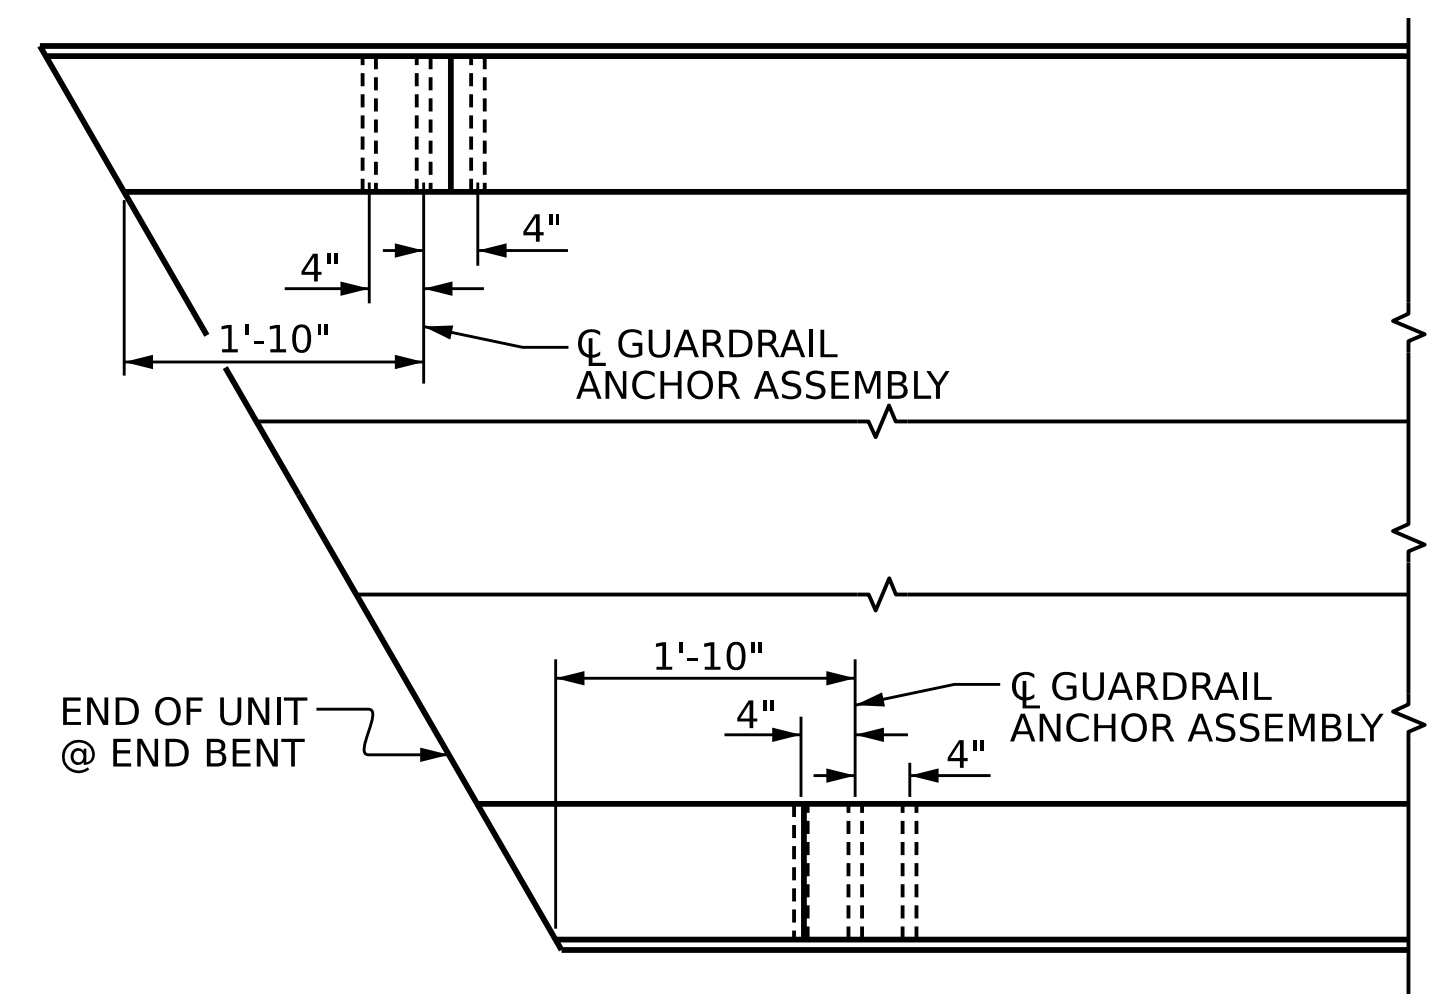 4"
4"
1'-10"
℄ GUARDRAIL
ANCHOR ASSEMBLY
1'-10"
℄ GUARDRAIL
ANCHOR ASSEMBLY
4"
4"
END OF UNIT
@ END BENT